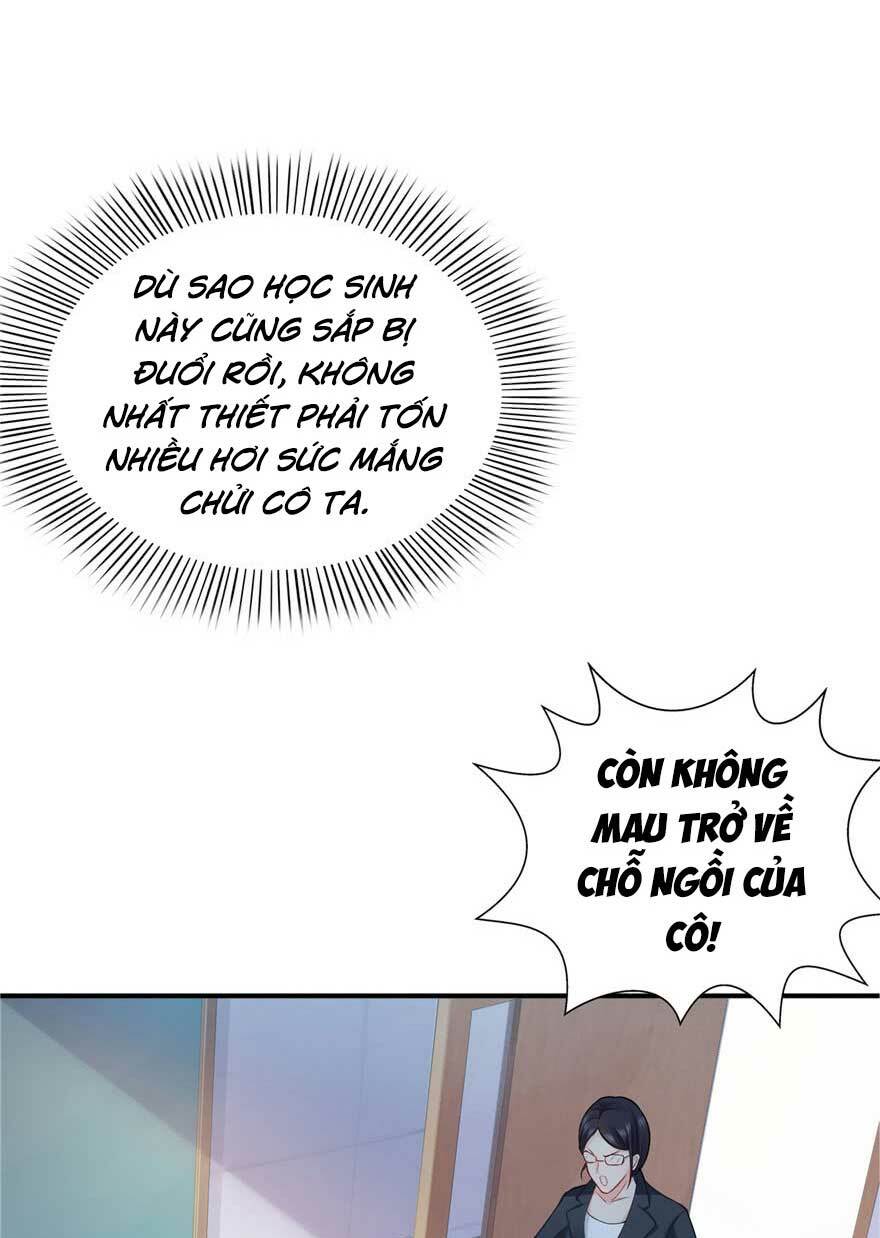 DÙ SAO HỌC SINH
NÀY CŨNG SẮP BỊ
ĐUỔI RỒI, KHÔNG
NHẤT THIẾT PHẢI TỐN
NHIỀU HƠI SỨC MẮNG
CHỬI CÔ TA.
CÒN KHÔNG
MAU TRỞ VỀ
CHỖ NGỒI CỦA
CÔ!